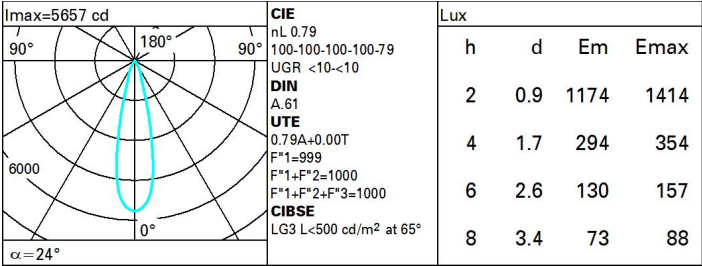 Imax=5657 cd
90°
180°
90°
6000
0°
α=24°
CIE
nL 0.79
100-100-100-100-79
UGR <10-<10
DIN
A.61
UTE
0.79A+0.00T
F"1=999
F"1+F"2=1000
F"1+F"2+F"3=1000
CIBSE
LG3 L<500 cd/m² at 65°
Lux
h d Em Emax
2 0.9 1174 1414
4 1.7 294 354
6 2.6 130 157
8 3.4 73 88